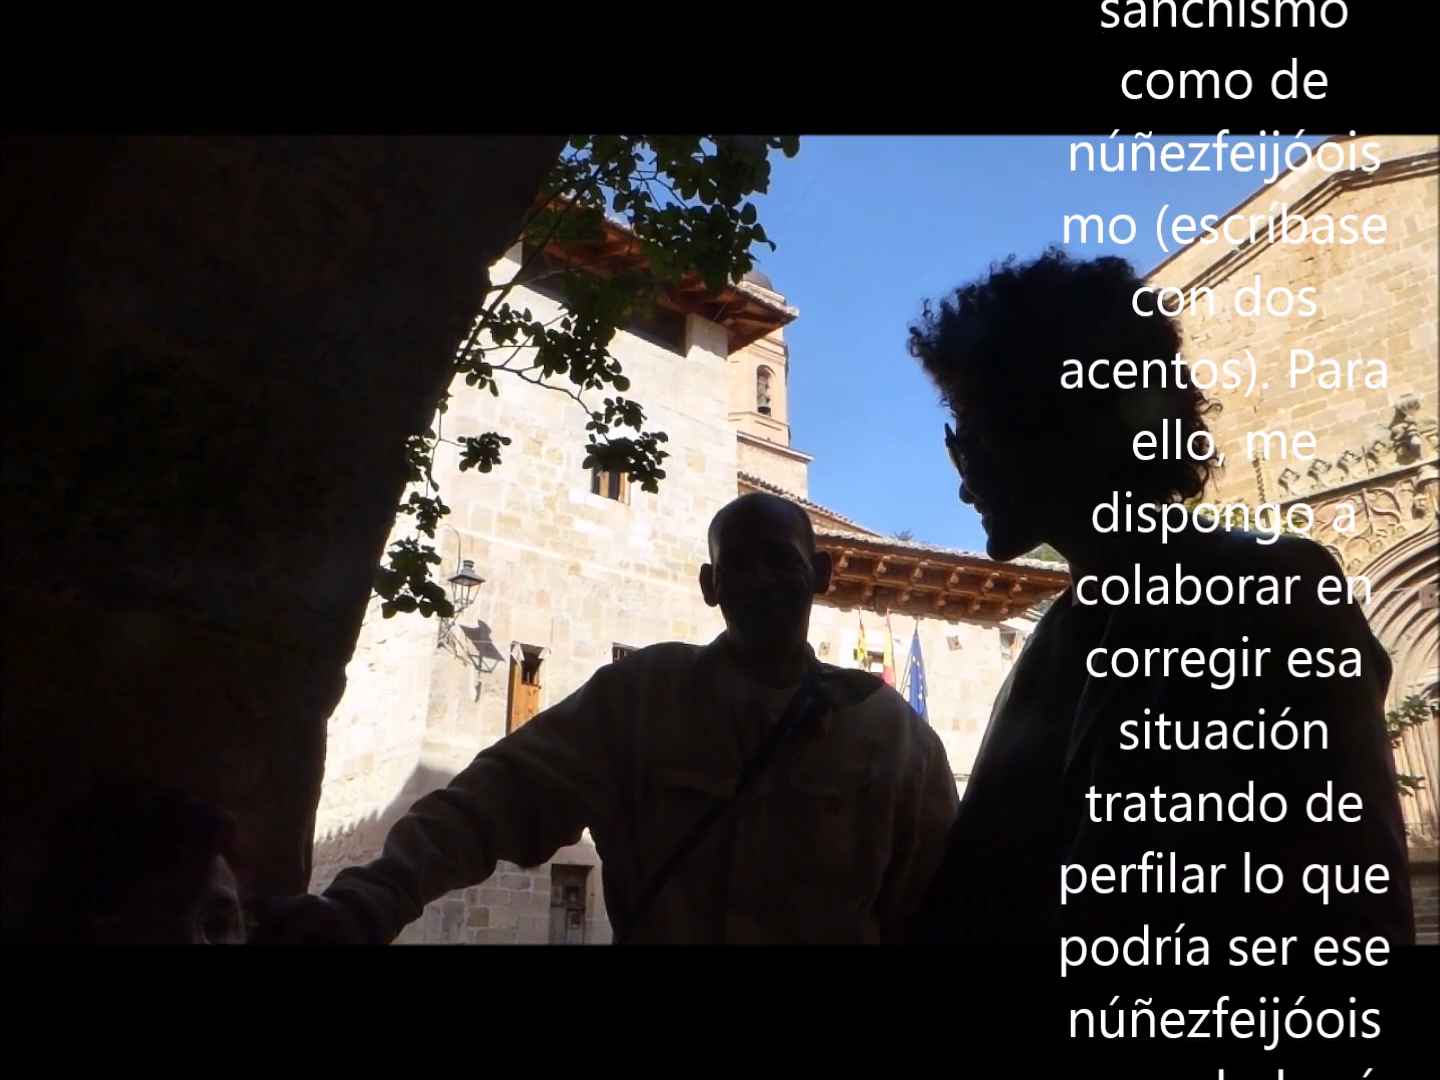 sanchismo
como de
núñezfeijóois
mo (escríbase
con dos
acentos). Para
ello, me
dispongo a
colaborar en
corregir esa
situación
tratando de
perfilar lo que
podría ser ese
núñezfeijóois